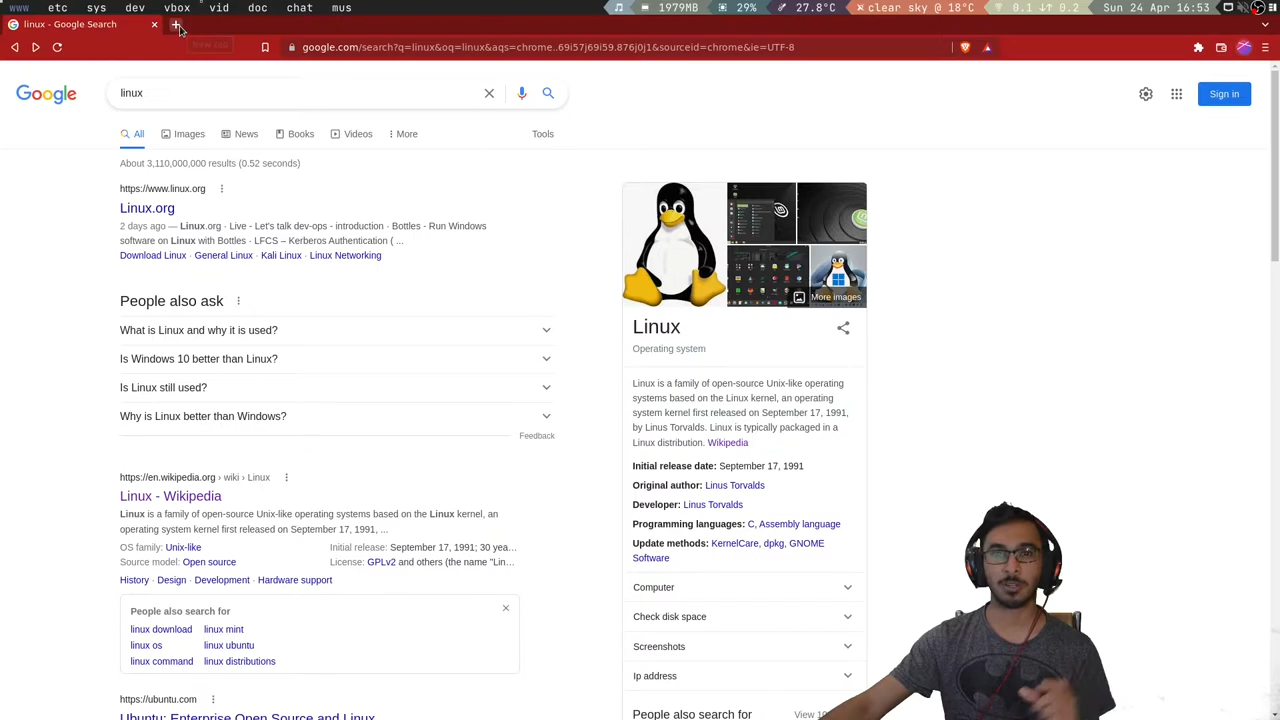 www dev sys doc vbox vid chat mus 18% 29% 27.8°C clear sky @ 18°C 0.2 Sun 24 Apr 16:53
linux - Google Search
New tab
google.com/search?q=linux&oq=linux&aqs=chrome..69i57j69i59.876j0j1&sourceid=chrome&ie=UTF-8
Google
linux
Sign in
All Images News Books Videos More Tools
About 3,110,000,000 results (0.52 seconds)
https://www.linux.org
Linux.org
2 days ago — Linux.org · Live - Let's talk dev-ops - introduction · Bottles - Run Windows
software on Linux with Bottles · LFCS – Kerberos Authentication ( ...
Download Linux · General Linux · Kali Linux · Linux Networking
People also ask
What is Linux and why it is used?
Is Windows 10 better than Linux?
Is Linux still used?
Why is Linux better than Windows?
Feedback
https://en.wikipedia.org › wiki › Linux
Linux - Wikipedia
Linux is a family of open-source Unix-like operating systems based on the Linux kernel, an
operating system kernel first released on September 17, 1991, ...
OS family: Unix-like Initial release: September 17, 1991; 30 yea…
Source model: Open source License: GPLv2 and others (the name "Lin…
History · Design · Development · Hardware support
People also search for
linux download linux mint
linux os linux ubuntu
linux command linux distributions
https://ubuntu.com
Ubuntu: Enterprise Open Source and Linux
More images
Linux
Operating system
Linux is a family of open-source Unix-like operating
systems based on the Linux kernel, an operating
system kernel first released on September 17, 1991,
by Linus Torvalds. Linux is typically packaged in a
Linux distribution. Wikipedia
Initial release date: September 17, 1991
Original author: Linus Torvalds
Developer: Linus Torvalds
Programming languages: C, Assembly language
Update methods: KernelCare, dpkg, GNOME
Software
Computer
Check disk space
Screenshots
Ip address
People also search for View 10